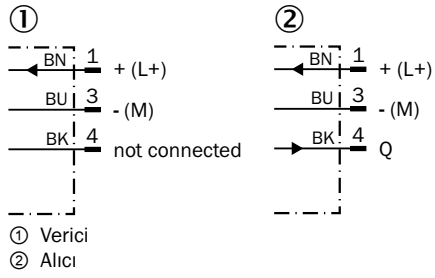 ① ②
BN 1 + (L+)
BU 3 - (M)
BK 4 not connected
BN 1 + (L+)
BU 3 - (M)
BK 4 Q
① Verici
② Alıcı